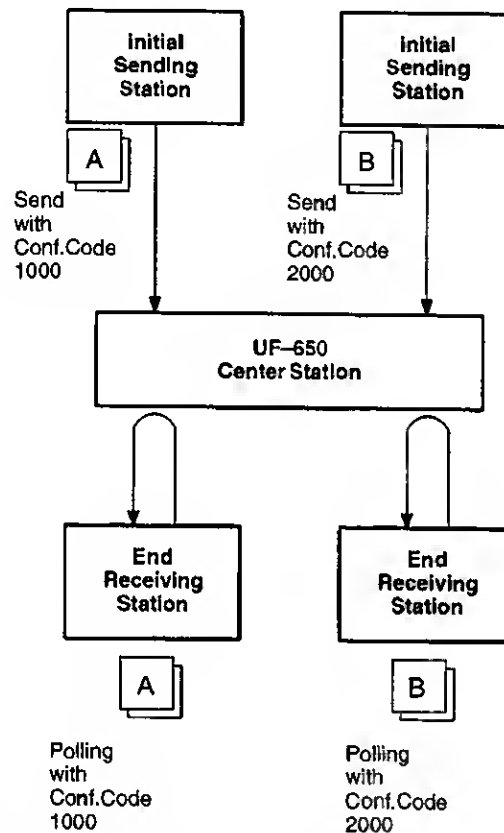 Initial
Sending
Station
Initial
Sending
Station
A
B
Send
with
Conf.Code
1000
Send
with
Conf.Code
2000
UF–650
Center Station
End
Receiving
Station
End
Receiving
Station
A
B
Polling
with
Conf.Code
1000
Polling
with
Conf.Code
2000